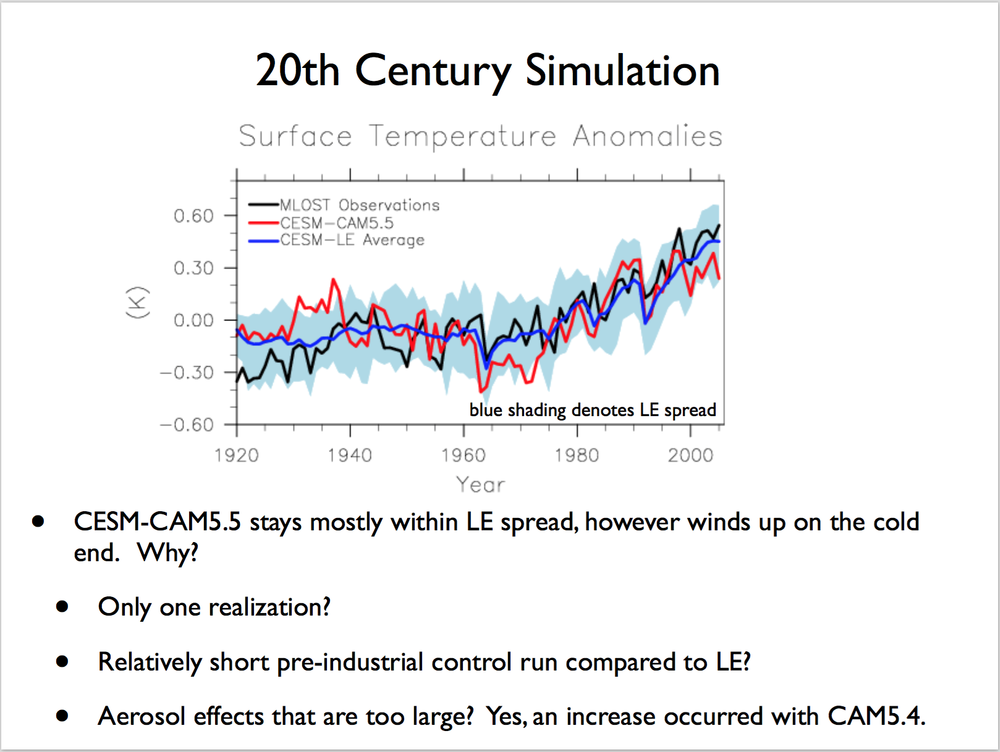 20th Century Simulation
Surface Temperature Anomalies
MLOST Observations
CESM-CAM5.5
CESM-LE Average
0.60
0.30
0.00
-0.30
-0.60
(K)
blue shading denotes LE spread
1920 1940 1960 1980 2000
Year
• CESM-CAM5.5 stays mostly within LE spread, however winds up on the cold
end. Why?
• Only one realization?
• Relatively short pre-industrial control run compared to LE?
• Aerosol effects that are too large? Yes, an increase occurred with CAM5.4.